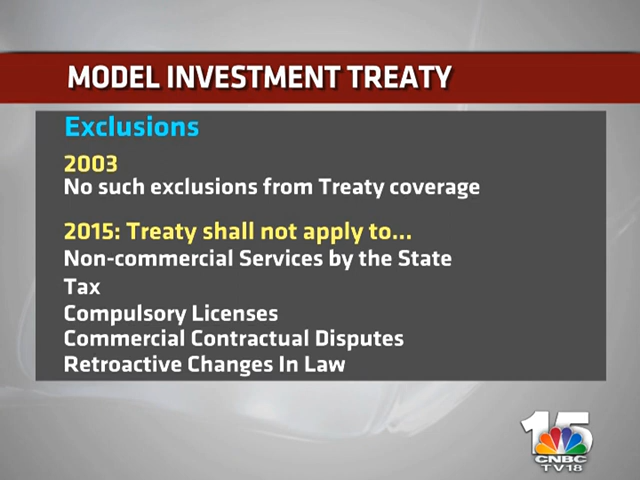 MODEL INVESTMENT TREATY
Exclusions
2003
No such exclusions from Treaty coverage
2015: Treaty shall not apply to...
Non-commercial Services by the State
Tax
Compulsory Licenses
Commercial Contractual Disputes
Retroactive Changes In Law
15
CNBC
TV18